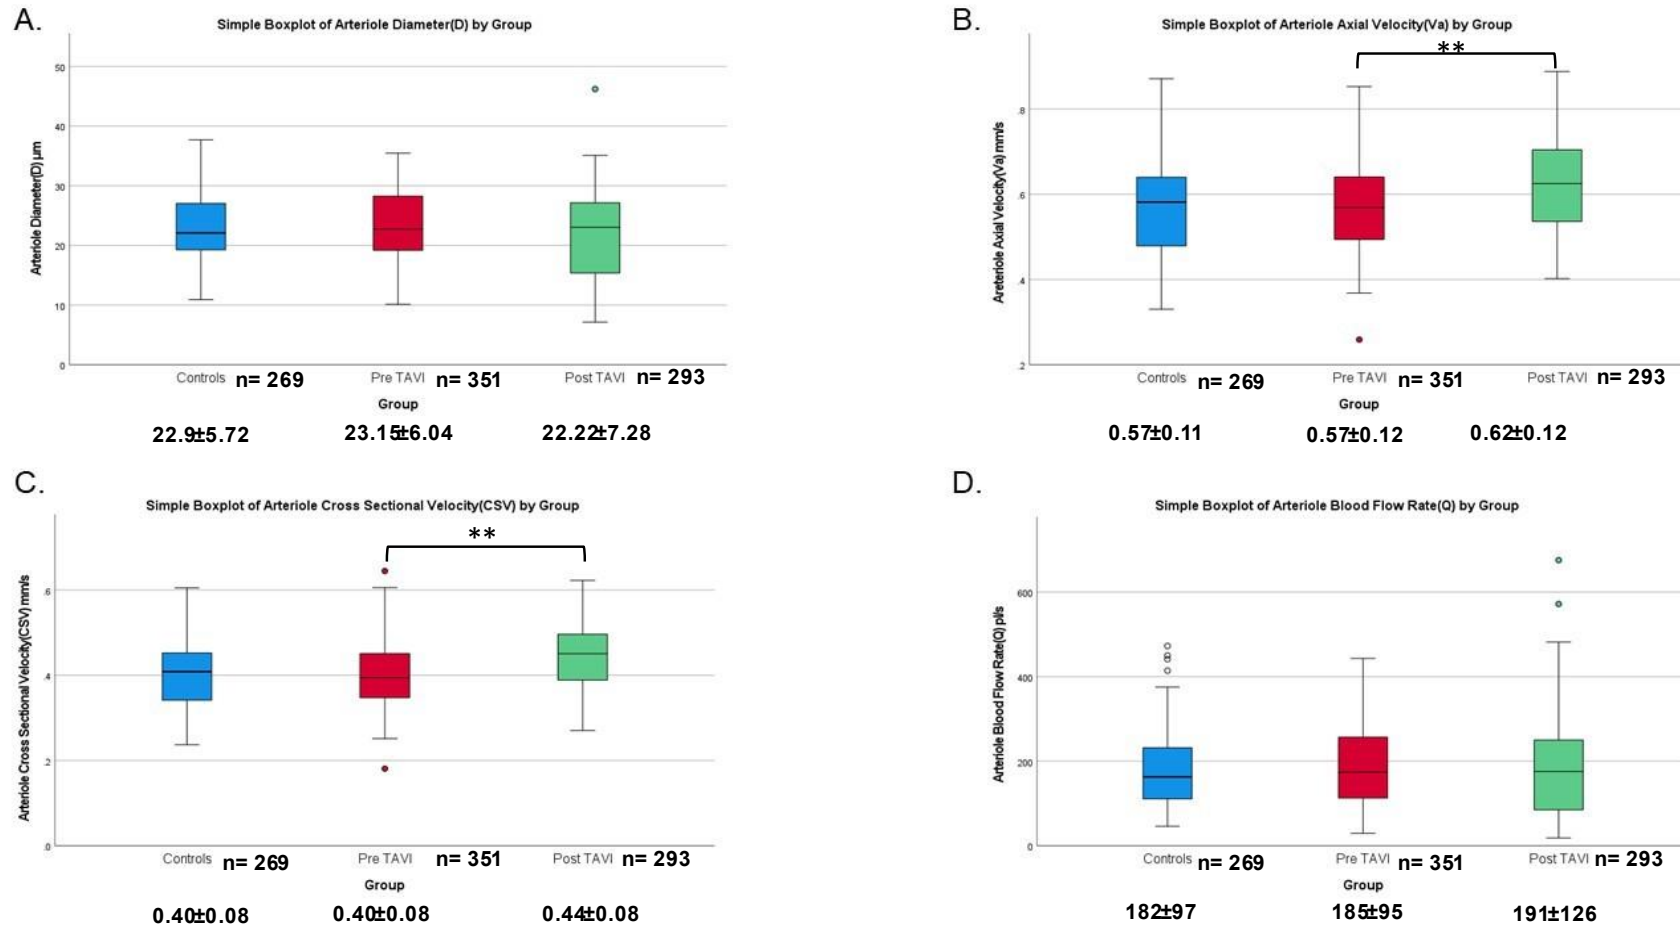 A.
Simple Boxplot of Arteriole Diameter(D) by Group
Arteriole Diameter(D) µm
50
40
30
20
10
0
Controls n= 269 Pre TAVI n= 351 Post TAVI n= 293
Group
22.9±5.72 23.15±6.04 22.22±7.28
B.
Simple Boxplot of Arteriole Axial Velocity(Va) by Group
**
Areteriole Axial Velocity(Va) mm/s
.8
.6
.4
.2
Controls n= 269 Pre TAVI n= 351 Post TAVI n= 293
Group
0.57±0.11 0.57±0.12 0.62±0.12
C.
Simple Boxplot of Arteriole Cross Sectional Velocity(CSV) by Group
**
Arteriole Cross Sectional Velocity(CSV) mm/s
.6
.4
.2
.0
Controls n= 269 Pre TAVI n= 351 Post TAVI n= 293
Group
0.40±0.08 0.40±0.08 0.44±0.08
D.
Simple Boxplot of Arteriole Blood Flow Rate(Q) by Group
Arteriole Blood Flow Rate(Q) pl/s
600
400
200
0
Controls n= 269 Pre TAVI n= 351 Post TAVI n= 293
Group
182±97 185±95 191±126